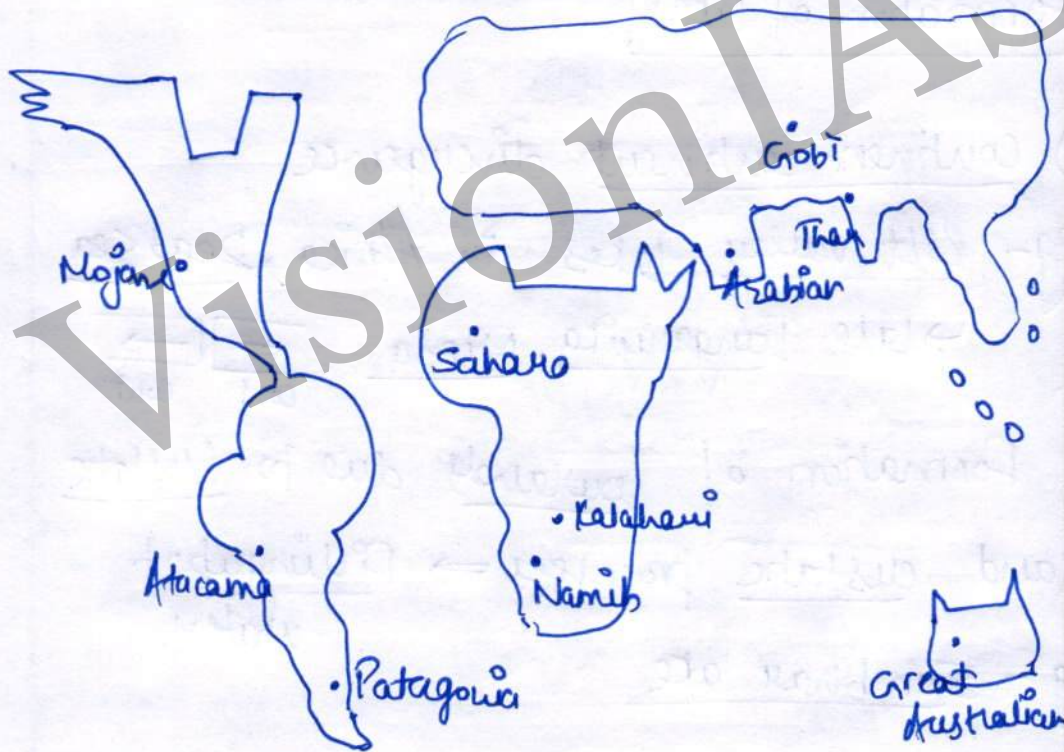 VisionIAS
Gobi
Thar
Mojave
Arabian
Sahara
Kalahari
Atacama
Namib
Patagonia
Great
Australian